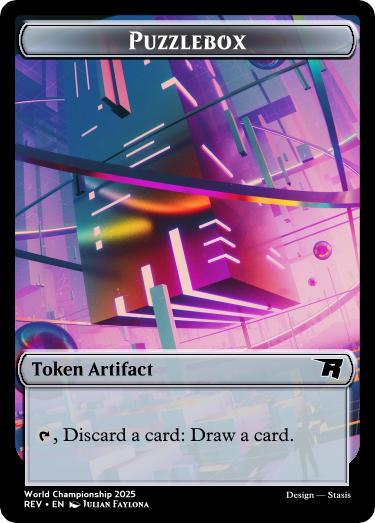 PUZZLEBOX
Token Artifact
R
, Discard a card: Draw a card.
World Championship 2025
REV • EN JULIAN FAYLONA
Design — Stasis